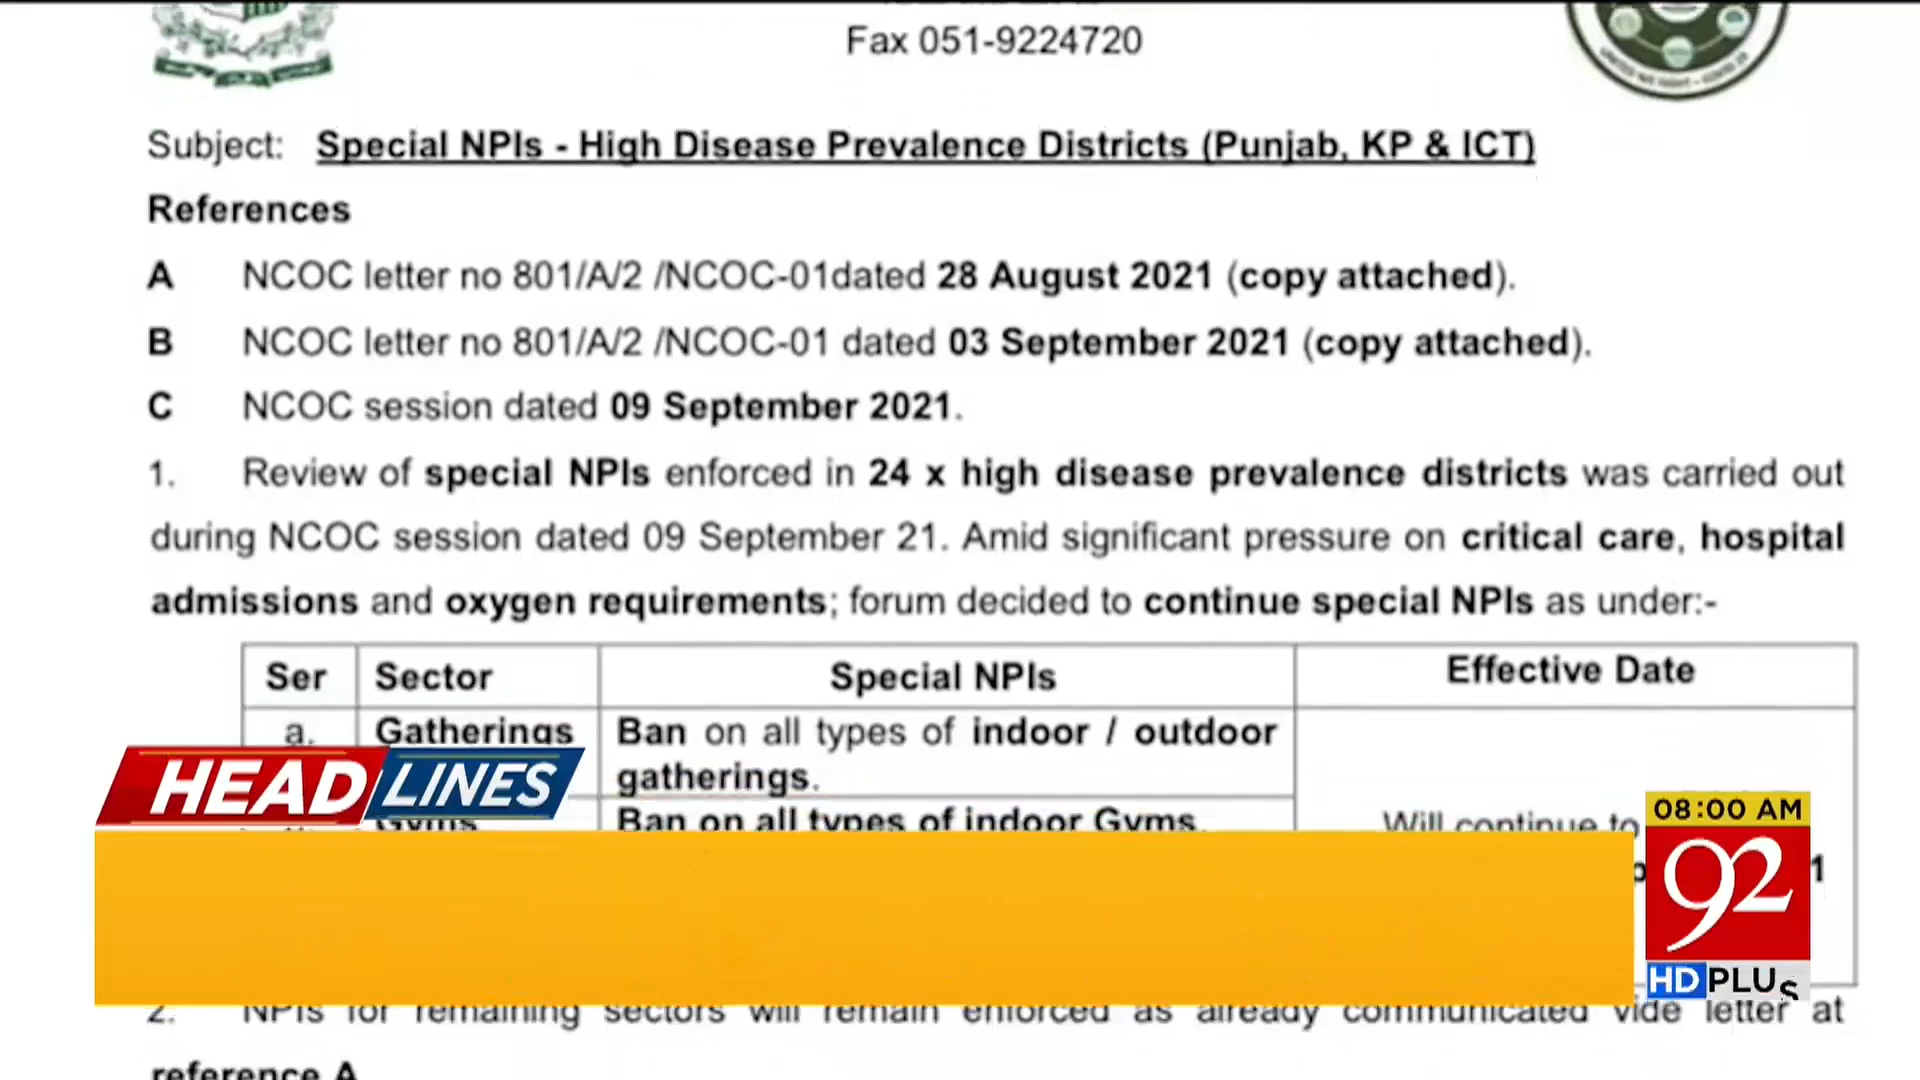 Fax 051-9224720
Subject: Special NPIs - High Disease Prevalence Districts (Punjab, KP & ICT)
References
A NCOC letter no 801/A/2 /NCOC-01dated 28 August 2021 (copy attached).
B NCOC letter no 801/A/2 /NCOC-01 dated 03 September 2021 (copy attached).
C NCOC session dated 09 September 2021.
1. Review of special NPIs enforced in 24 x high disease prevalence districts was carried out
during NCOC session dated 09 September 21. Amid significant pressure on critical care, hospital
admissions and oxygen requirements; forum decided to continue special NPIs as under:-
Ser Sector Special NPIs Effective Date
a. Gatherings Ban on all types of indoor / outdoor
gatherings.
Gyms Ban on all types of indoor Gyms.
Will continue to
HEADLINES
08:00 AM
92
HD PLUS
2. NPIs for remaining sectors will remain enforced as already communicated vide letter at
reference A